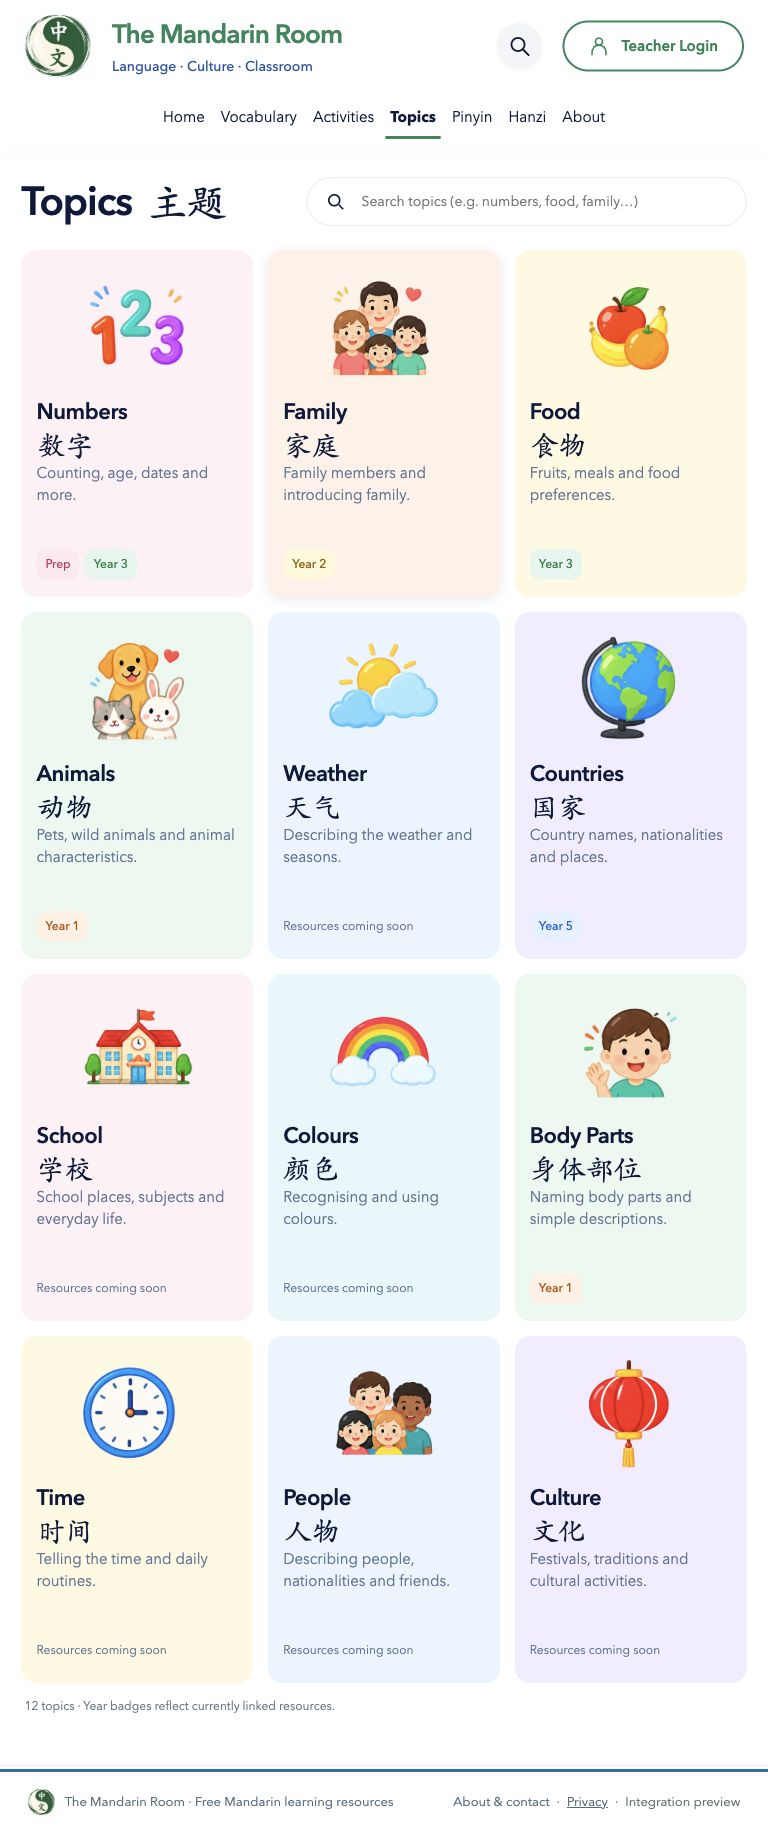 中
文
The Mandarin Room
Language · Culture · Classroom
Teacher Login
Home Vocabulary Activities Topics Pinyin Hanzi About
Topics 主题
Search topics (e.g. numbers, food, family…)
123
Numbers
数字
Counting, age, dates and
more.
Prep Year 3
Family
家庭
Family members and
introducing family.
Year 2
Food
食物
Fruits, meals and food
preferences.
Year 3
Animals
动物
Pets, wild animals and animal
characteristics.
Year 1
Weather
天气
Describing the weather and
seasons.
Resources coming soon
Countries
国家
Country names, nationalities
and places.
Year 5
School
学校
School places, subjects and
everyday life.
Resources coming soon
Colours
颜色
Recognising and using
colours.
Resources coming soon
Body Parts
身体部位
Naming body parts and
simple descriptions.
Year 1
Time
时间
Telling the time and daily
routines.
Resources coming soon
People
人物
Describing people,
nationalities and friends.
Resources coming soon
Culture
文化
Festivals, traditions and
cultural activities.
Resources coming soon
12 topics · Year badges reflect currently linked resources.
中
文
The Mandarin Room · Free Mandarin learning resources
About & contact · Privacy · Integration preview